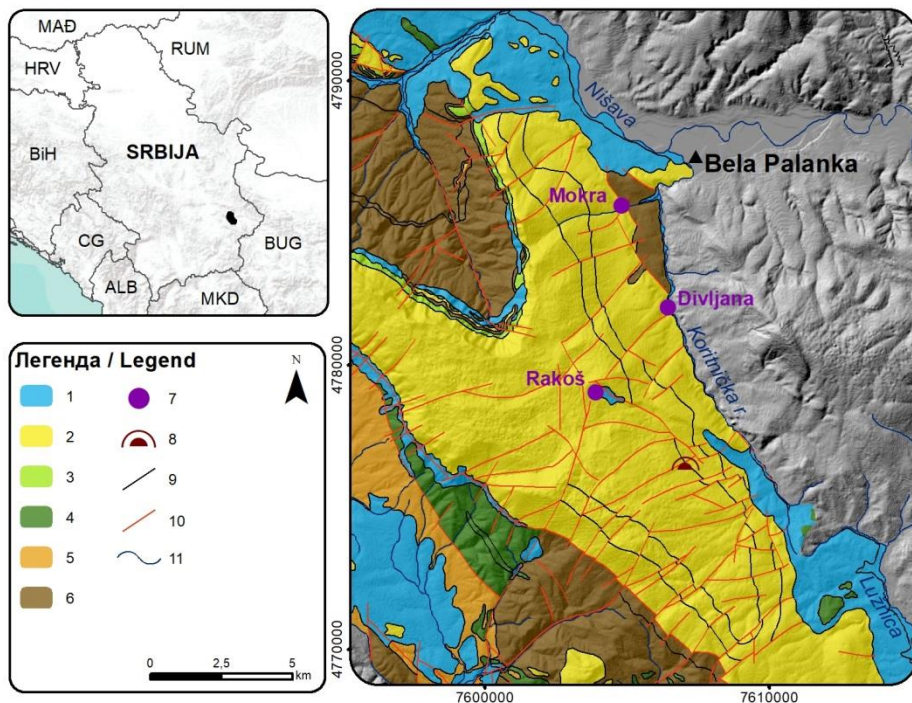 MAĐ
RUM
HRV
BiH
SRBIJA
CG
BUG
ALB
MKD
Легенда / Legend
N
1
2
3
4
5
6
7
8
9
10
11
0 2,5 5
km
4790000
4780000
4770000
7600000
7610000
Nišava
Bela Palanka
Mokra
Divljana
Koritnička r.
Rakoš
Lužnica